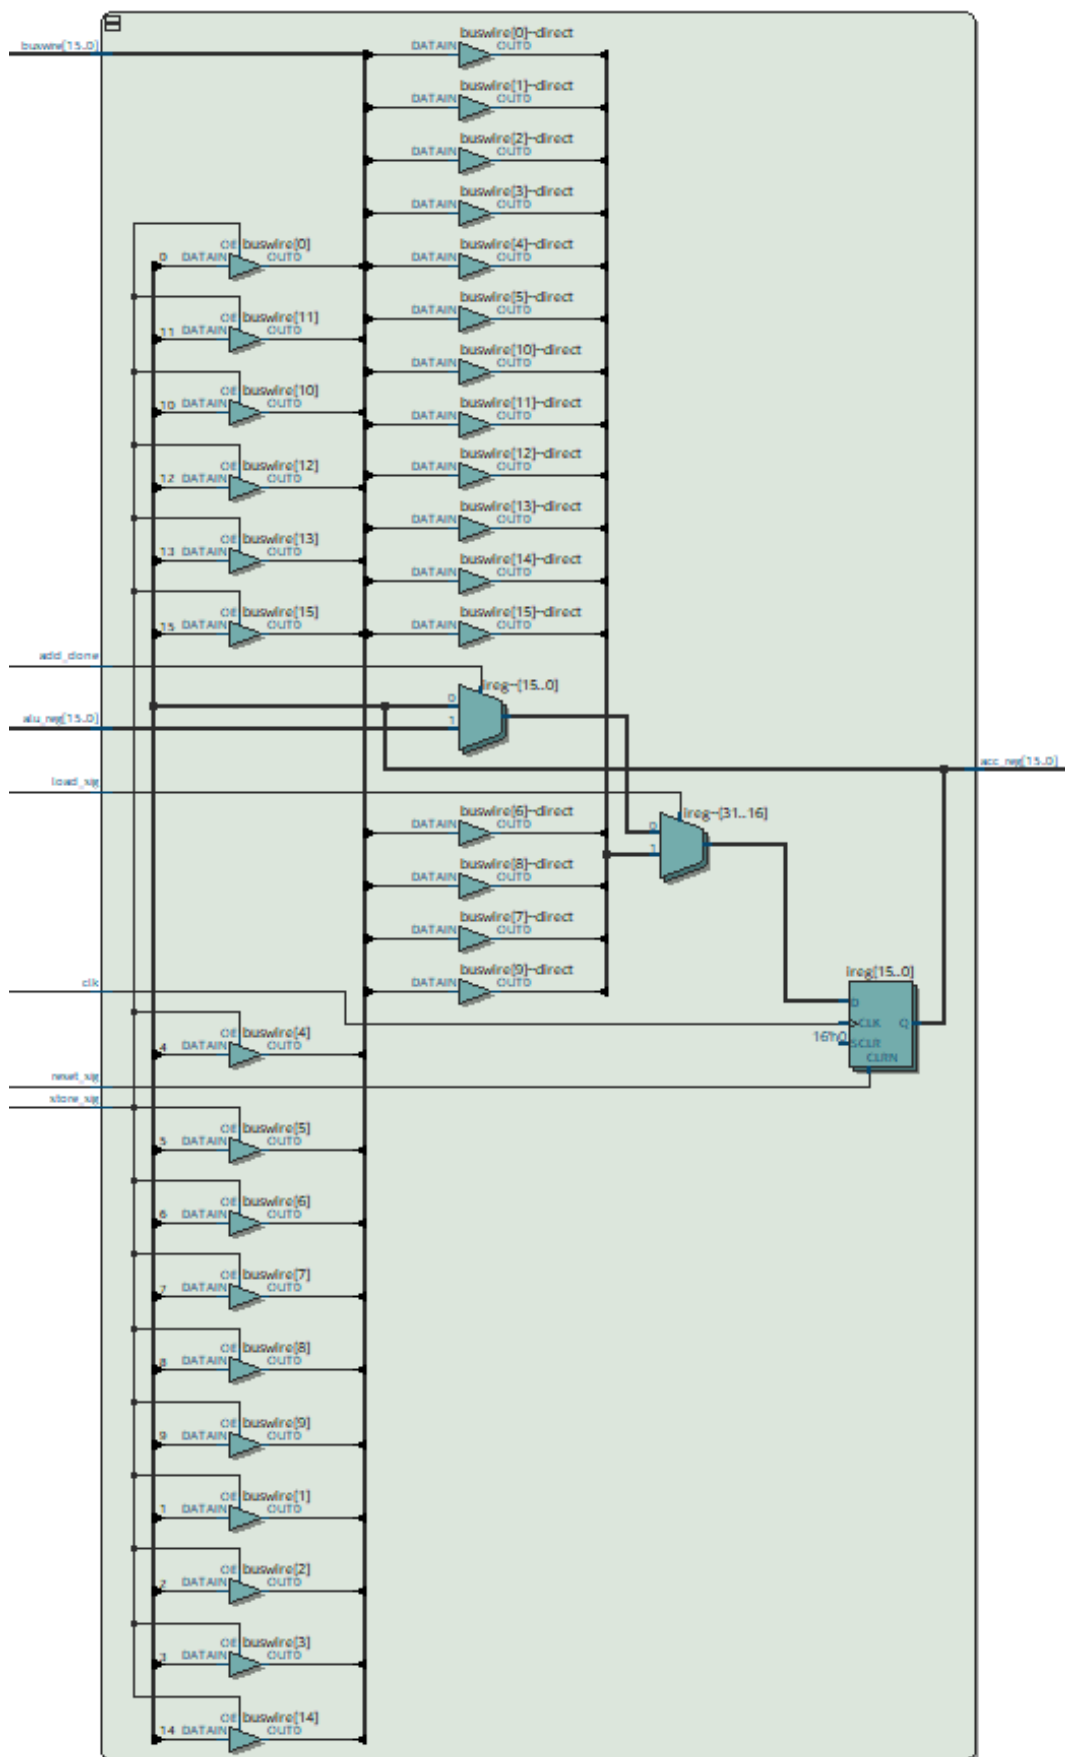 buswire[15..0]
buswire[0]~direct
DATAIN OUT0
buswire[1]~direct
DATAIN OUT0
buswire[2]~direct
DATAIN OUT0
buswire[3]~direct
DATAIN OUT0
OE buswire[0]
0 DATAIN OUT0
buswire[4]~direct
DATAIN OUT0
OE buswire[11]
11 DATAIN OUT0
buswire[5]~direct
DATAIN OUT0
buswire[10]~direct
DATAIN OUT0
OE buswire[10]
10 DATAIN OUT0
buswire[11]~direct
DATAIN OUT0
OE buswire[12]
12 DATAIN OUT0
buswire[12]~direct
DATAIN OUT0
buswire[13]~direct
DATAIN OUT0
OE buswire[13]
13 DATAIN OUT0
buswire[14]~direct
DATAIN OUT0
OE buswire[15]
15 DATAIN OUT0
buswire[15]~direct
DATAIN OUT0
add_done
ireg~[15..0]
0
1
alu_reg[15..0]
acc_reg[15..0]
load_sig
buswire[6]~direct
DATAIN OUT0
ireg~[31..16]
0
1
buswire[8]~direct
DATAIN OUT0
buswire[7]~direct
DATAIN OUT0
buswire[9]~direct
DATAIN OUT0
clk
ireg[15..0]
D
CLK Q
16'h0 SCLR
CLRN
OE buswire[4]
4 DATAIN OUT0
reset_sig
store_sig
OE buswire[5]
5 DATAIN OUT0
OE buswire[6]
6 DATAIN OUT0
OE buswire[7]
7 DATAIN OUT0
OE buswire[8]
8 DATAIN OUT0
OE buswire[9]
9 DATAIN OUT0
OE buswire[1]
1 DATAIN OUT0
OE buswire[2]
2 DATAIN OUT0
OE buswire[3]
3 DATAIN OUT0
OE buswire[14]
14 DATAIN OUT0